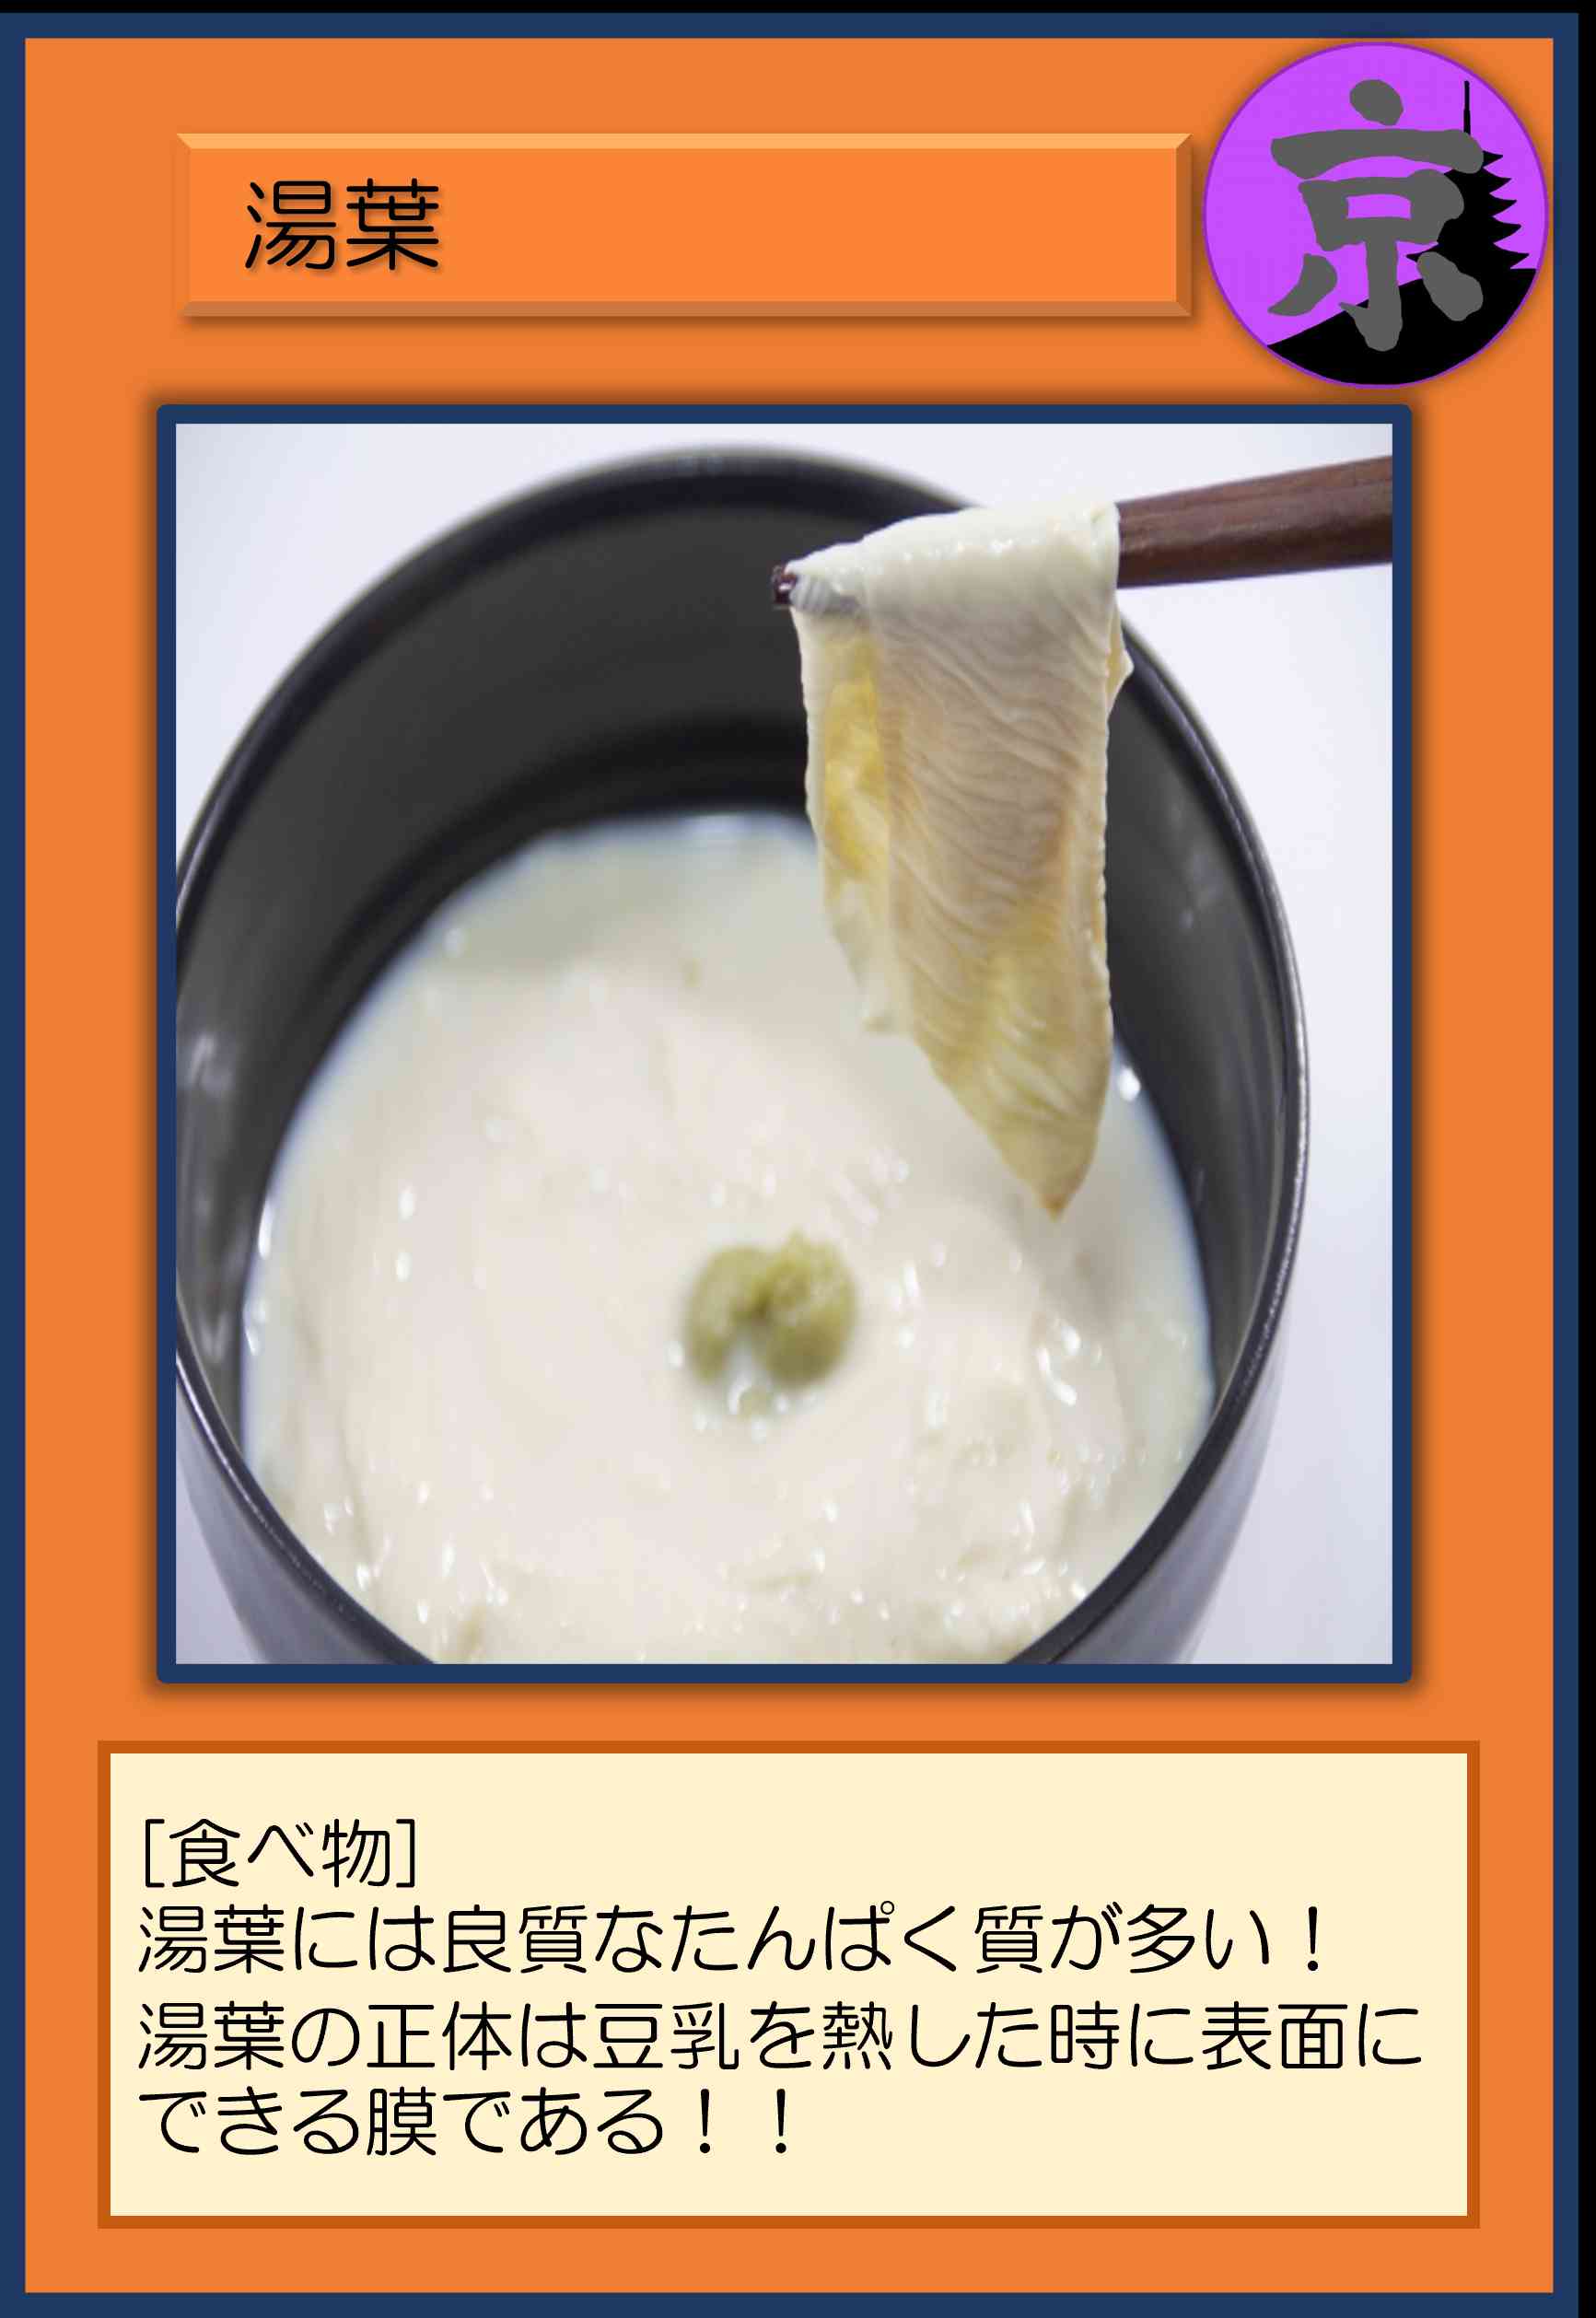 湯葉
京
[食べ物]
湯葉には良質なたんぱく質が多い！
湯葉の正体は豆乳を熱した時に表面に
できる膜である！！